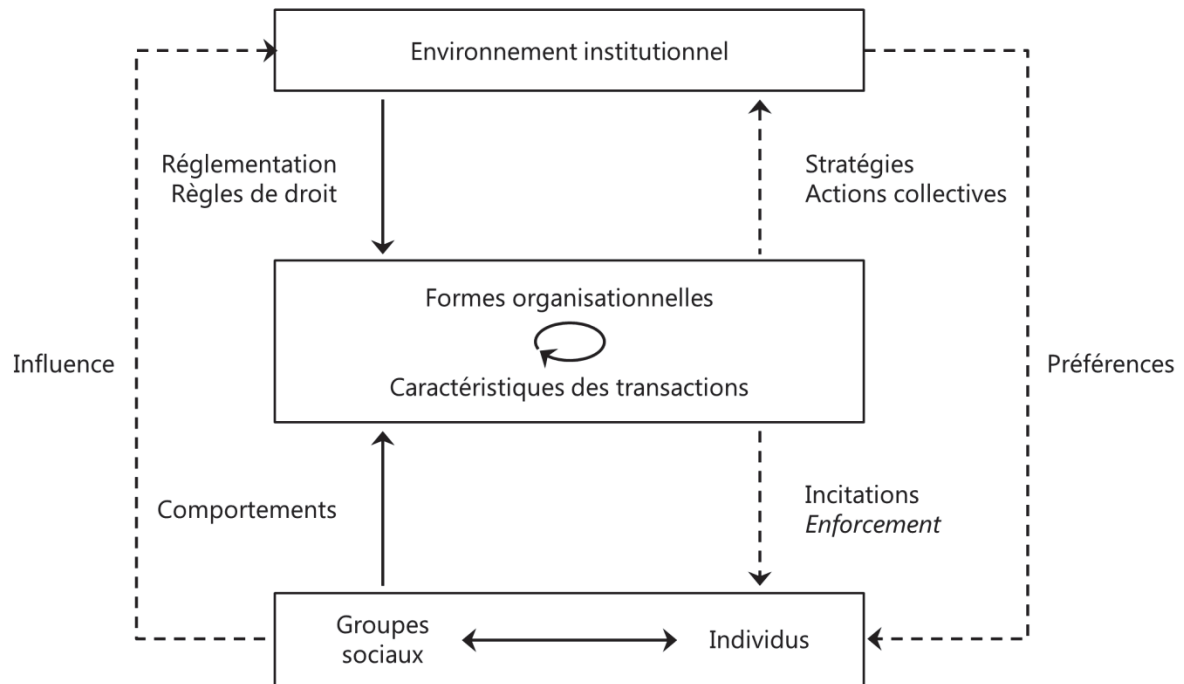 Environnement institutionnel
Réglementation
Règles de droit
Stratégies
Actions collectives
Formes organisationnelles
Influence
Préférences
Caractéristiques des transactions
Comportements
Incitations
Enforcement
Groupes
sociaux
Individus